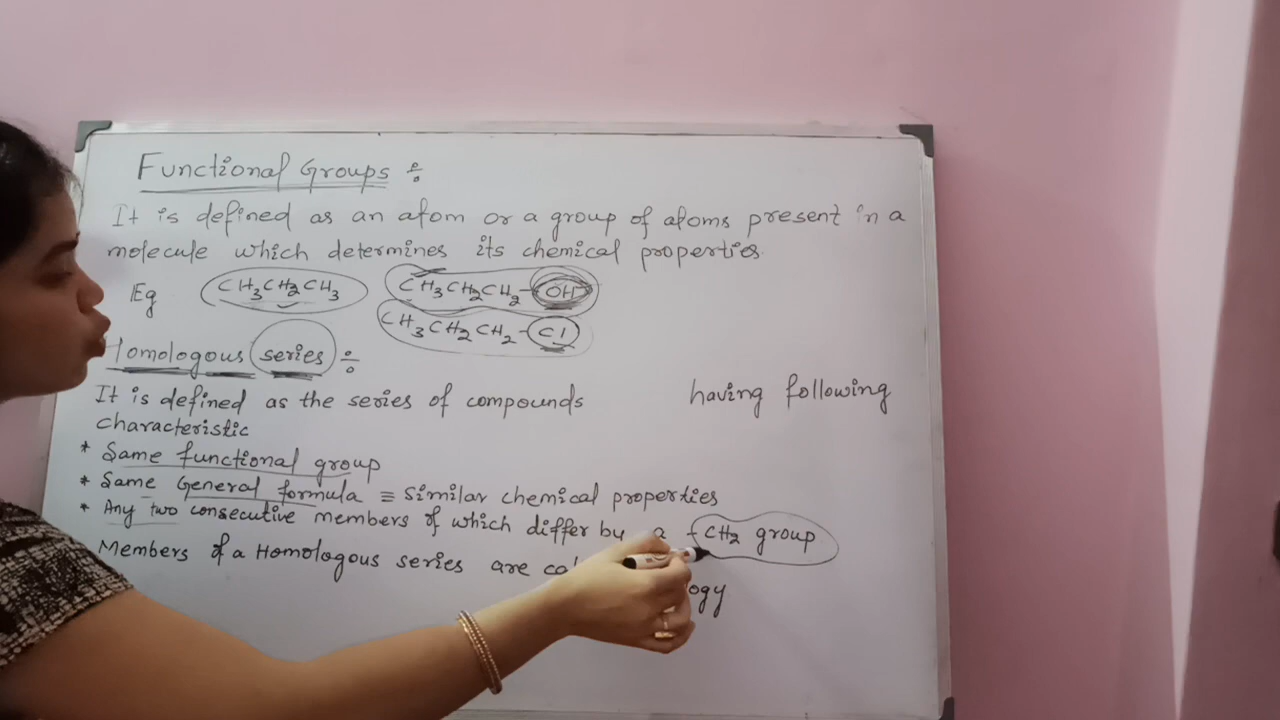 Functional Groups ÷
It is defined as an atom or a group of atoms present in a
molecule which determines its chemical properties.
Eg CH3CH2CH3 CH3CH2CH2-OH
CH3CH2CH2-Cl
Homologous series ÷
It is defined as the series of compounds having following
characteristic
* Same functional group
* Same General formula ≡ similar chemical properties
* Any two consecutive members of which differ by a -CH2 group
Members of a Homologous series are